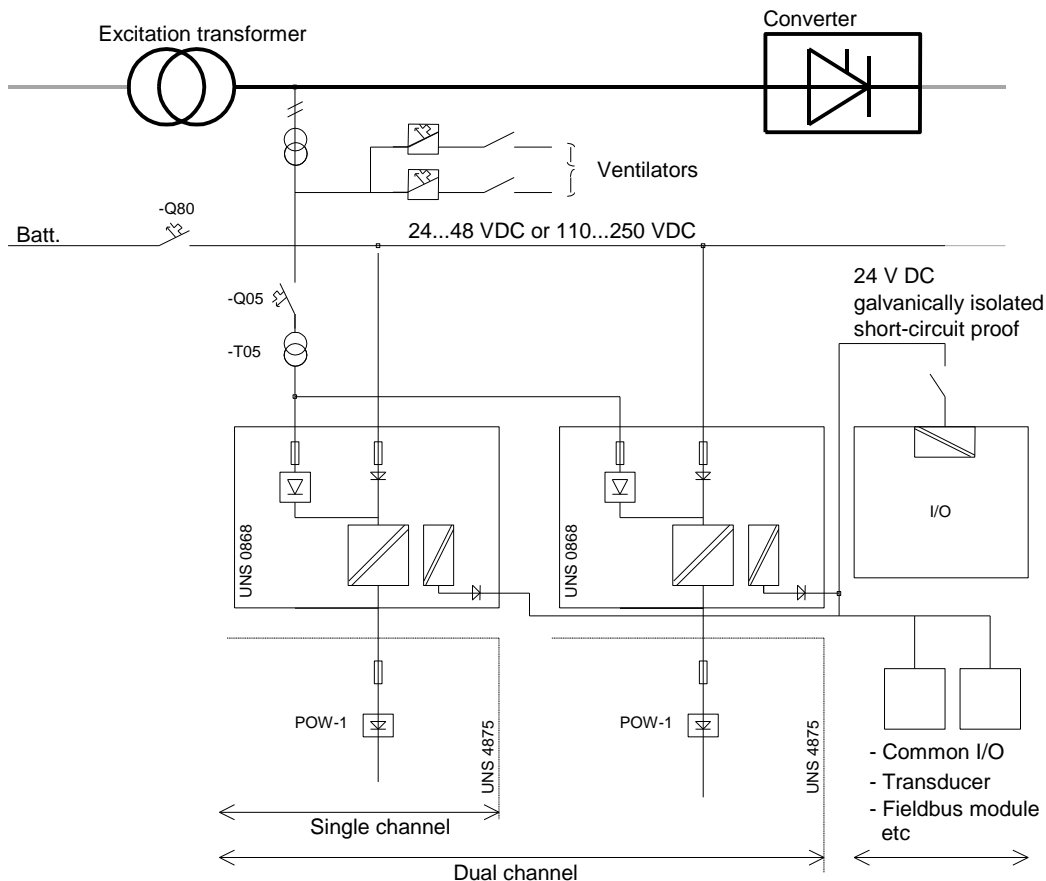 Excitation transformer
Converter
Ventilators
-Q80
Batt.
24...48 VDC or 110...250 VDC
24 V DC
galvanically isolated
short-circuit proof
-Q05
-T05
UNS 0868
UNS 0868
I/O
POW-1
UNS 4875
POW-1
UNS 4875
- Common I/O
- Transducer
- Fieldbus module
etc
Single channel
Dual channel